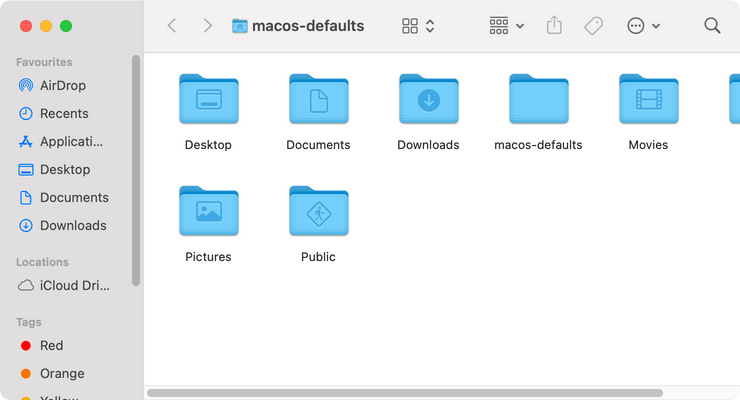 macos-defaults
Favourites
AirDrop
Recents
Applicati...
Desktop
Documents
Downloads
Locations
iCloud Dri...
Tags
Red
Orange
Yellow
Desktop
Documents
Downloads
macos-defaults
Movies
Pictures
Public